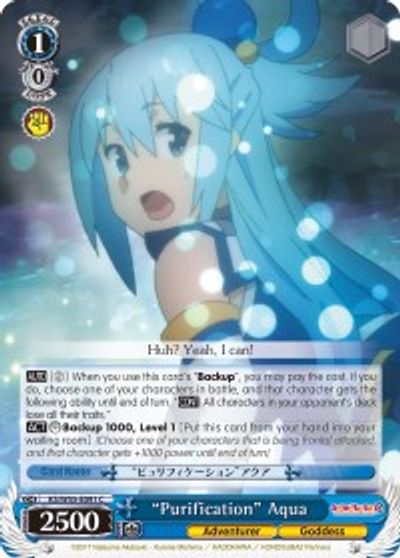 1
0
Huh? Yeah, I can!
AUTO [(2)] When you use this card's "Backup", you may pay the cost. If you
do, choose one of your characters in battle, and that character gets the
following ability until end of turn. "CONT All characters in your opponent's deck
lose all their traits."
ACT Backup 1000, Level 1 [Put this card from your hand into your
waiting room] (Choose one of your characters that is being frontal attacked,
and that character gets +1000 power until end of turn)
Card Name "ピュリフィケーション" アクア
2500 "Purification" Aqua
Adventurer Goddess